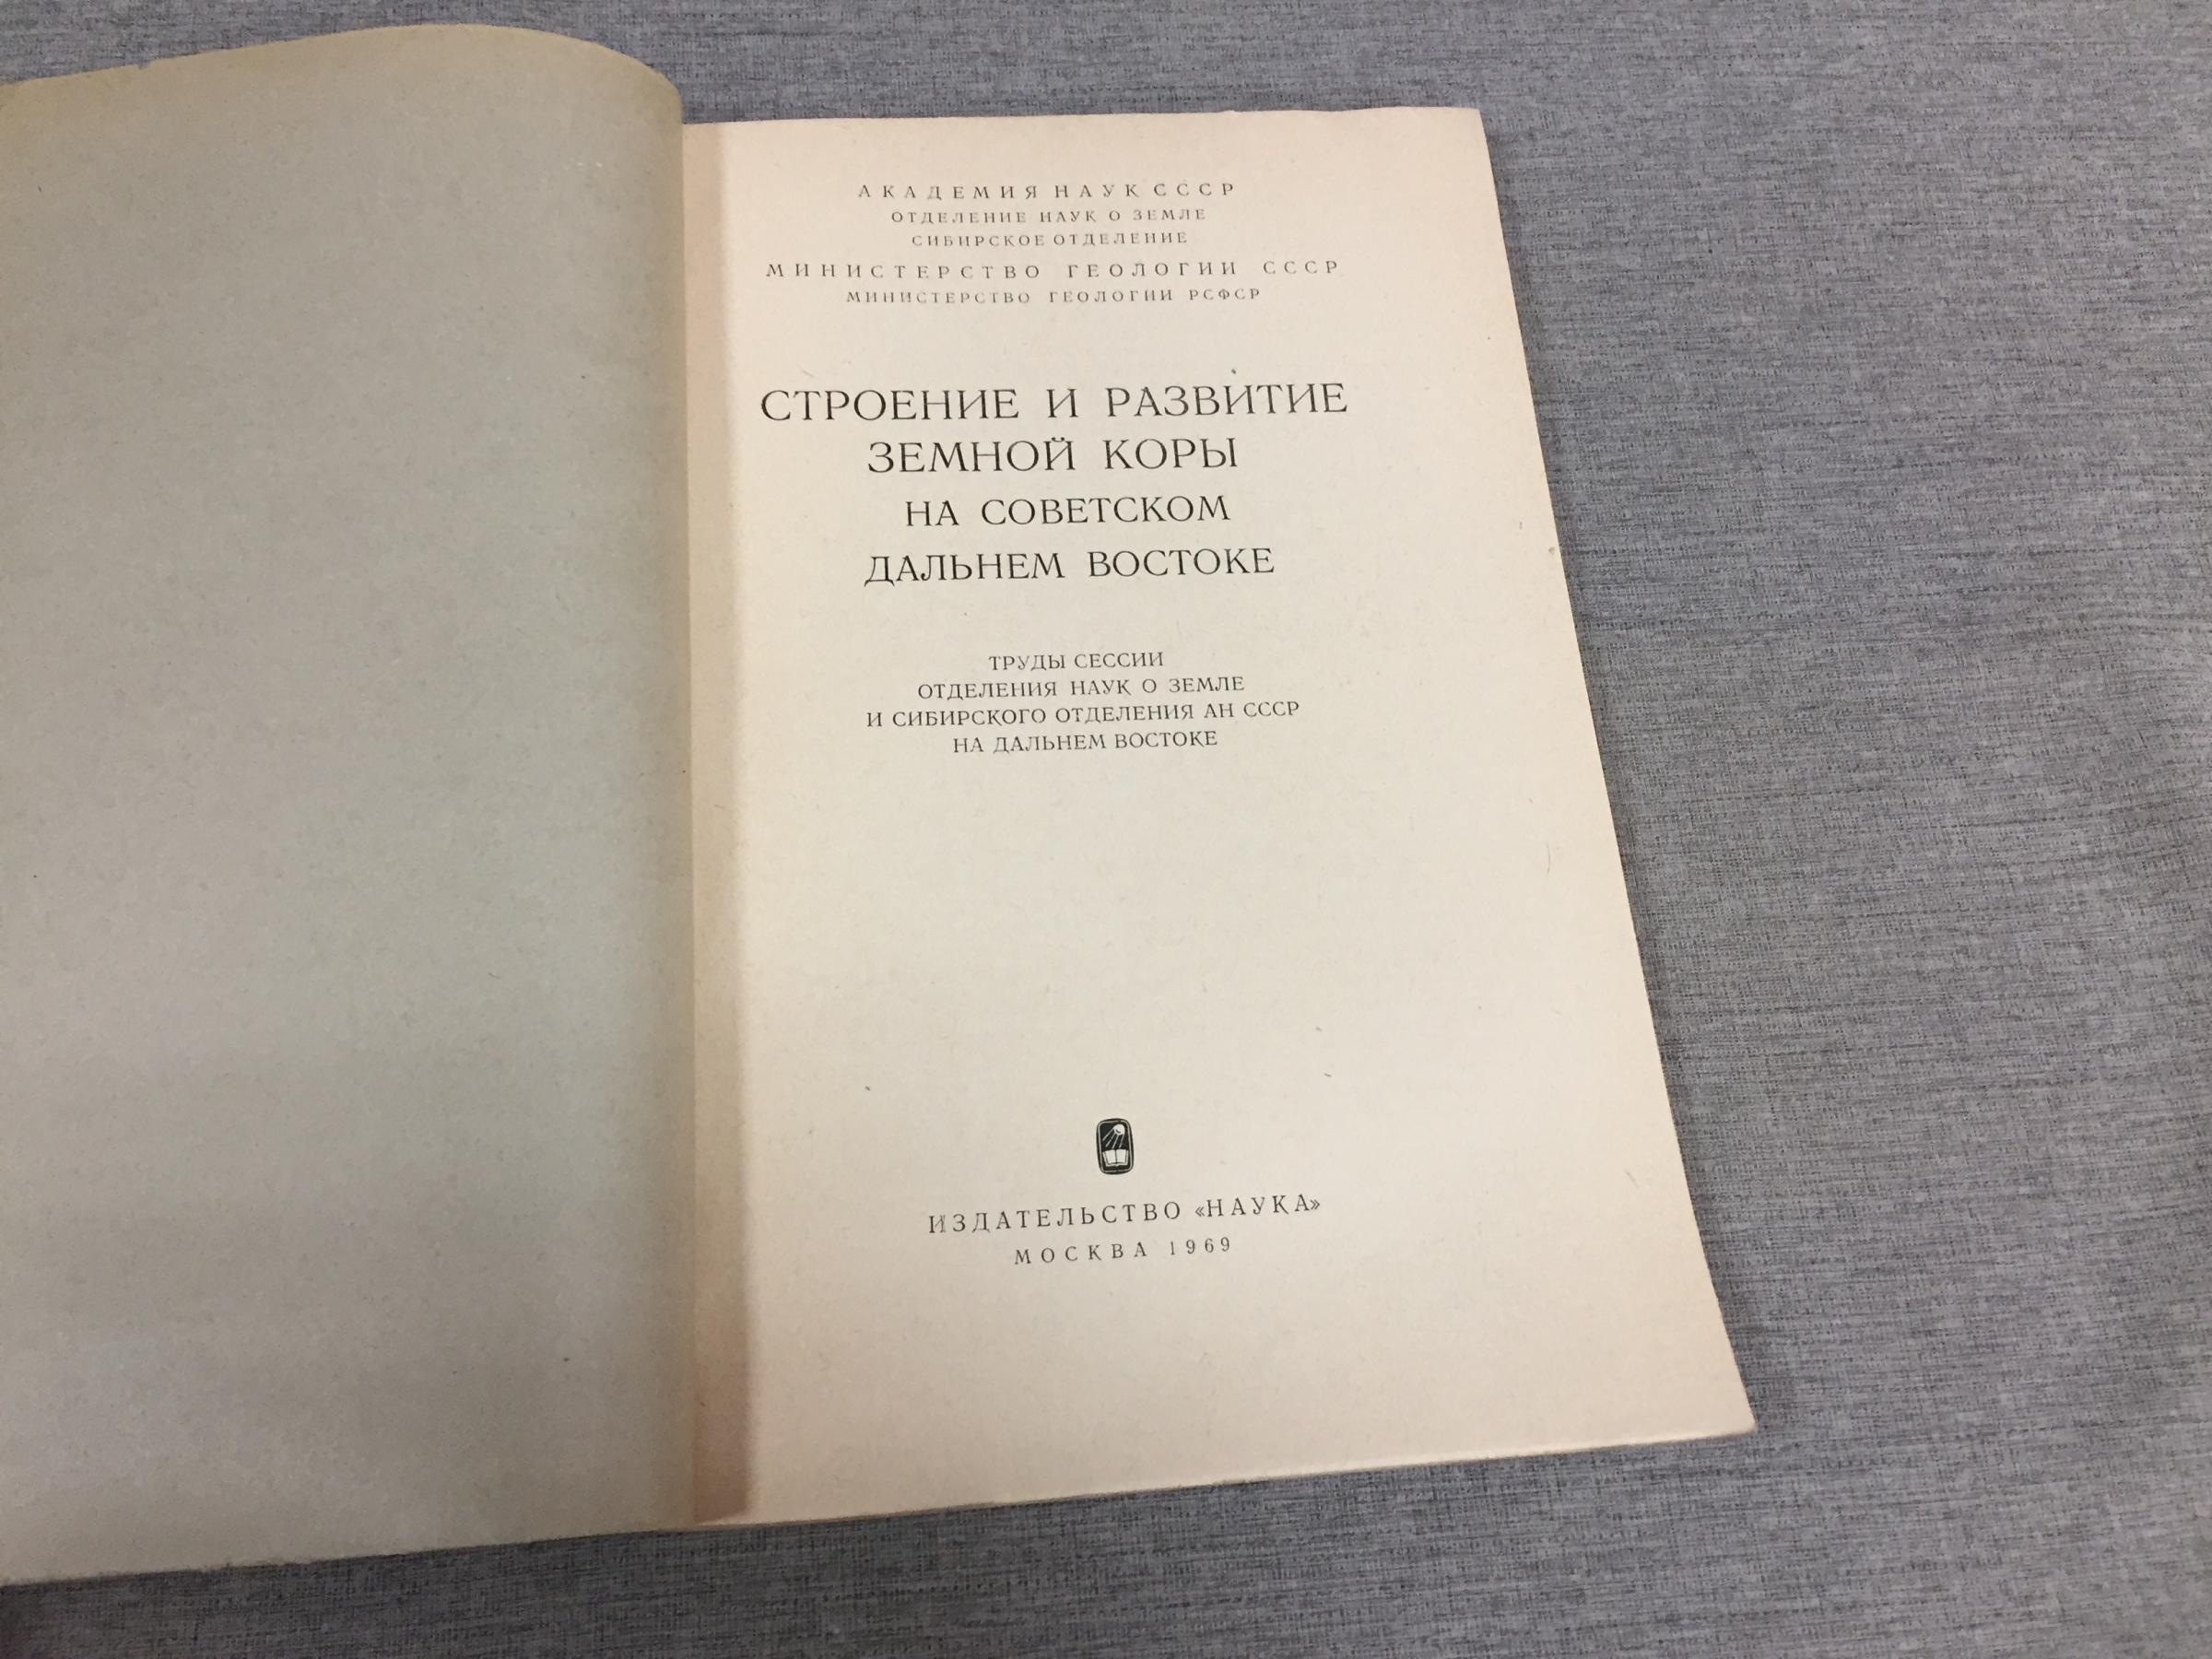 АКАДЕМИЯ НАУК СССР
ОТДЕЛЕНИЕ НАУК О ЗЕМЛЕ
СИБИРСКОЕ ОТДЕЛЕНИЕ
МИНИСТЕРСТВО ГЕОЛОГИИ СССР
МИНИСТЕРСТВО ГЕОЛОГИИ РСФСР
СТРОЕНИЕ И РАЗВИТИЕ
ЗЕМНОЙ КОРЫ
НА СОВЕТСКОМ
ДАЛЬНЕМ ВОСТОКЕ
ТРУДЫ СЕССИИ
ОТДЕЛЕНИЯ НАУК О ЗЕМЛЕ
И СИБИРСКОГО ОТДЕЛЕНИЯ АН СССР
НА ДАЛЬНЕМ ВОСТОКЕ
ИЗДАТЕЛЬСТВО «НАУКА»
МОСКВА 1969